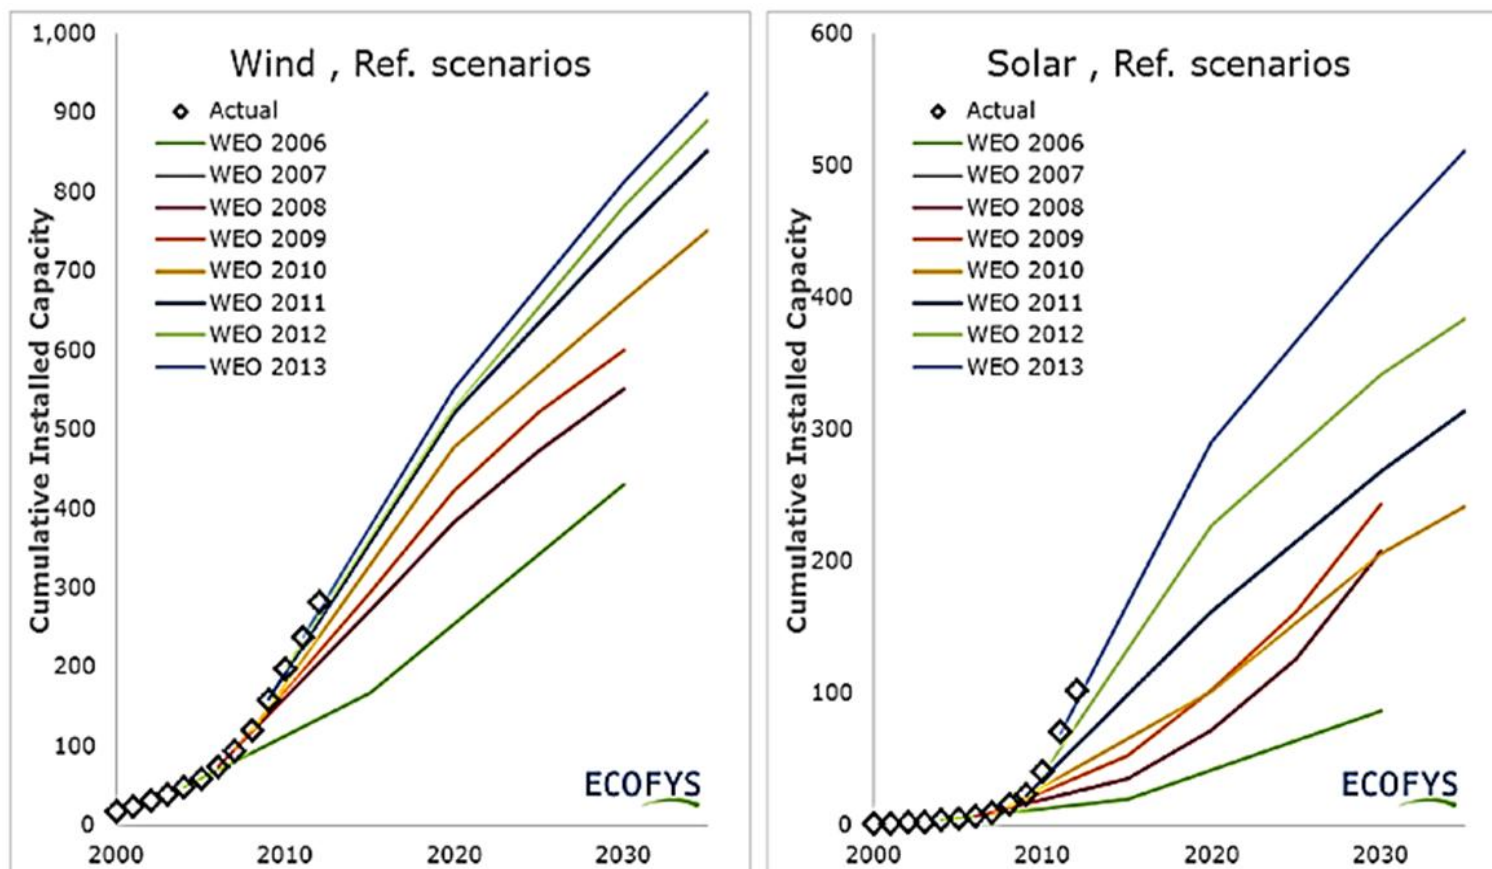 Wind , Ref. scenarios
Cumulative Installed Capacity
1,000
900
800
700
600
500
400
300
200
100
0
Actual
WEO 2006
WEO 2007
WEO 2008
WEO 2009
WEO 2010
WEO 2011
WEO 2012
WEO 2013
ECOFYS
2000 2010 2020 2030
Solar , Ref. scenarios
Cumulative Installed Capacity
600
500
400
300
200
100
0
Actual
WEO 2006
WEO 2007
WEO 2008
WEO 2009
WEO 2010
WEO 2011
WEO 2012
WEO 2013
ECOFYS
2000 2010 2020 2030